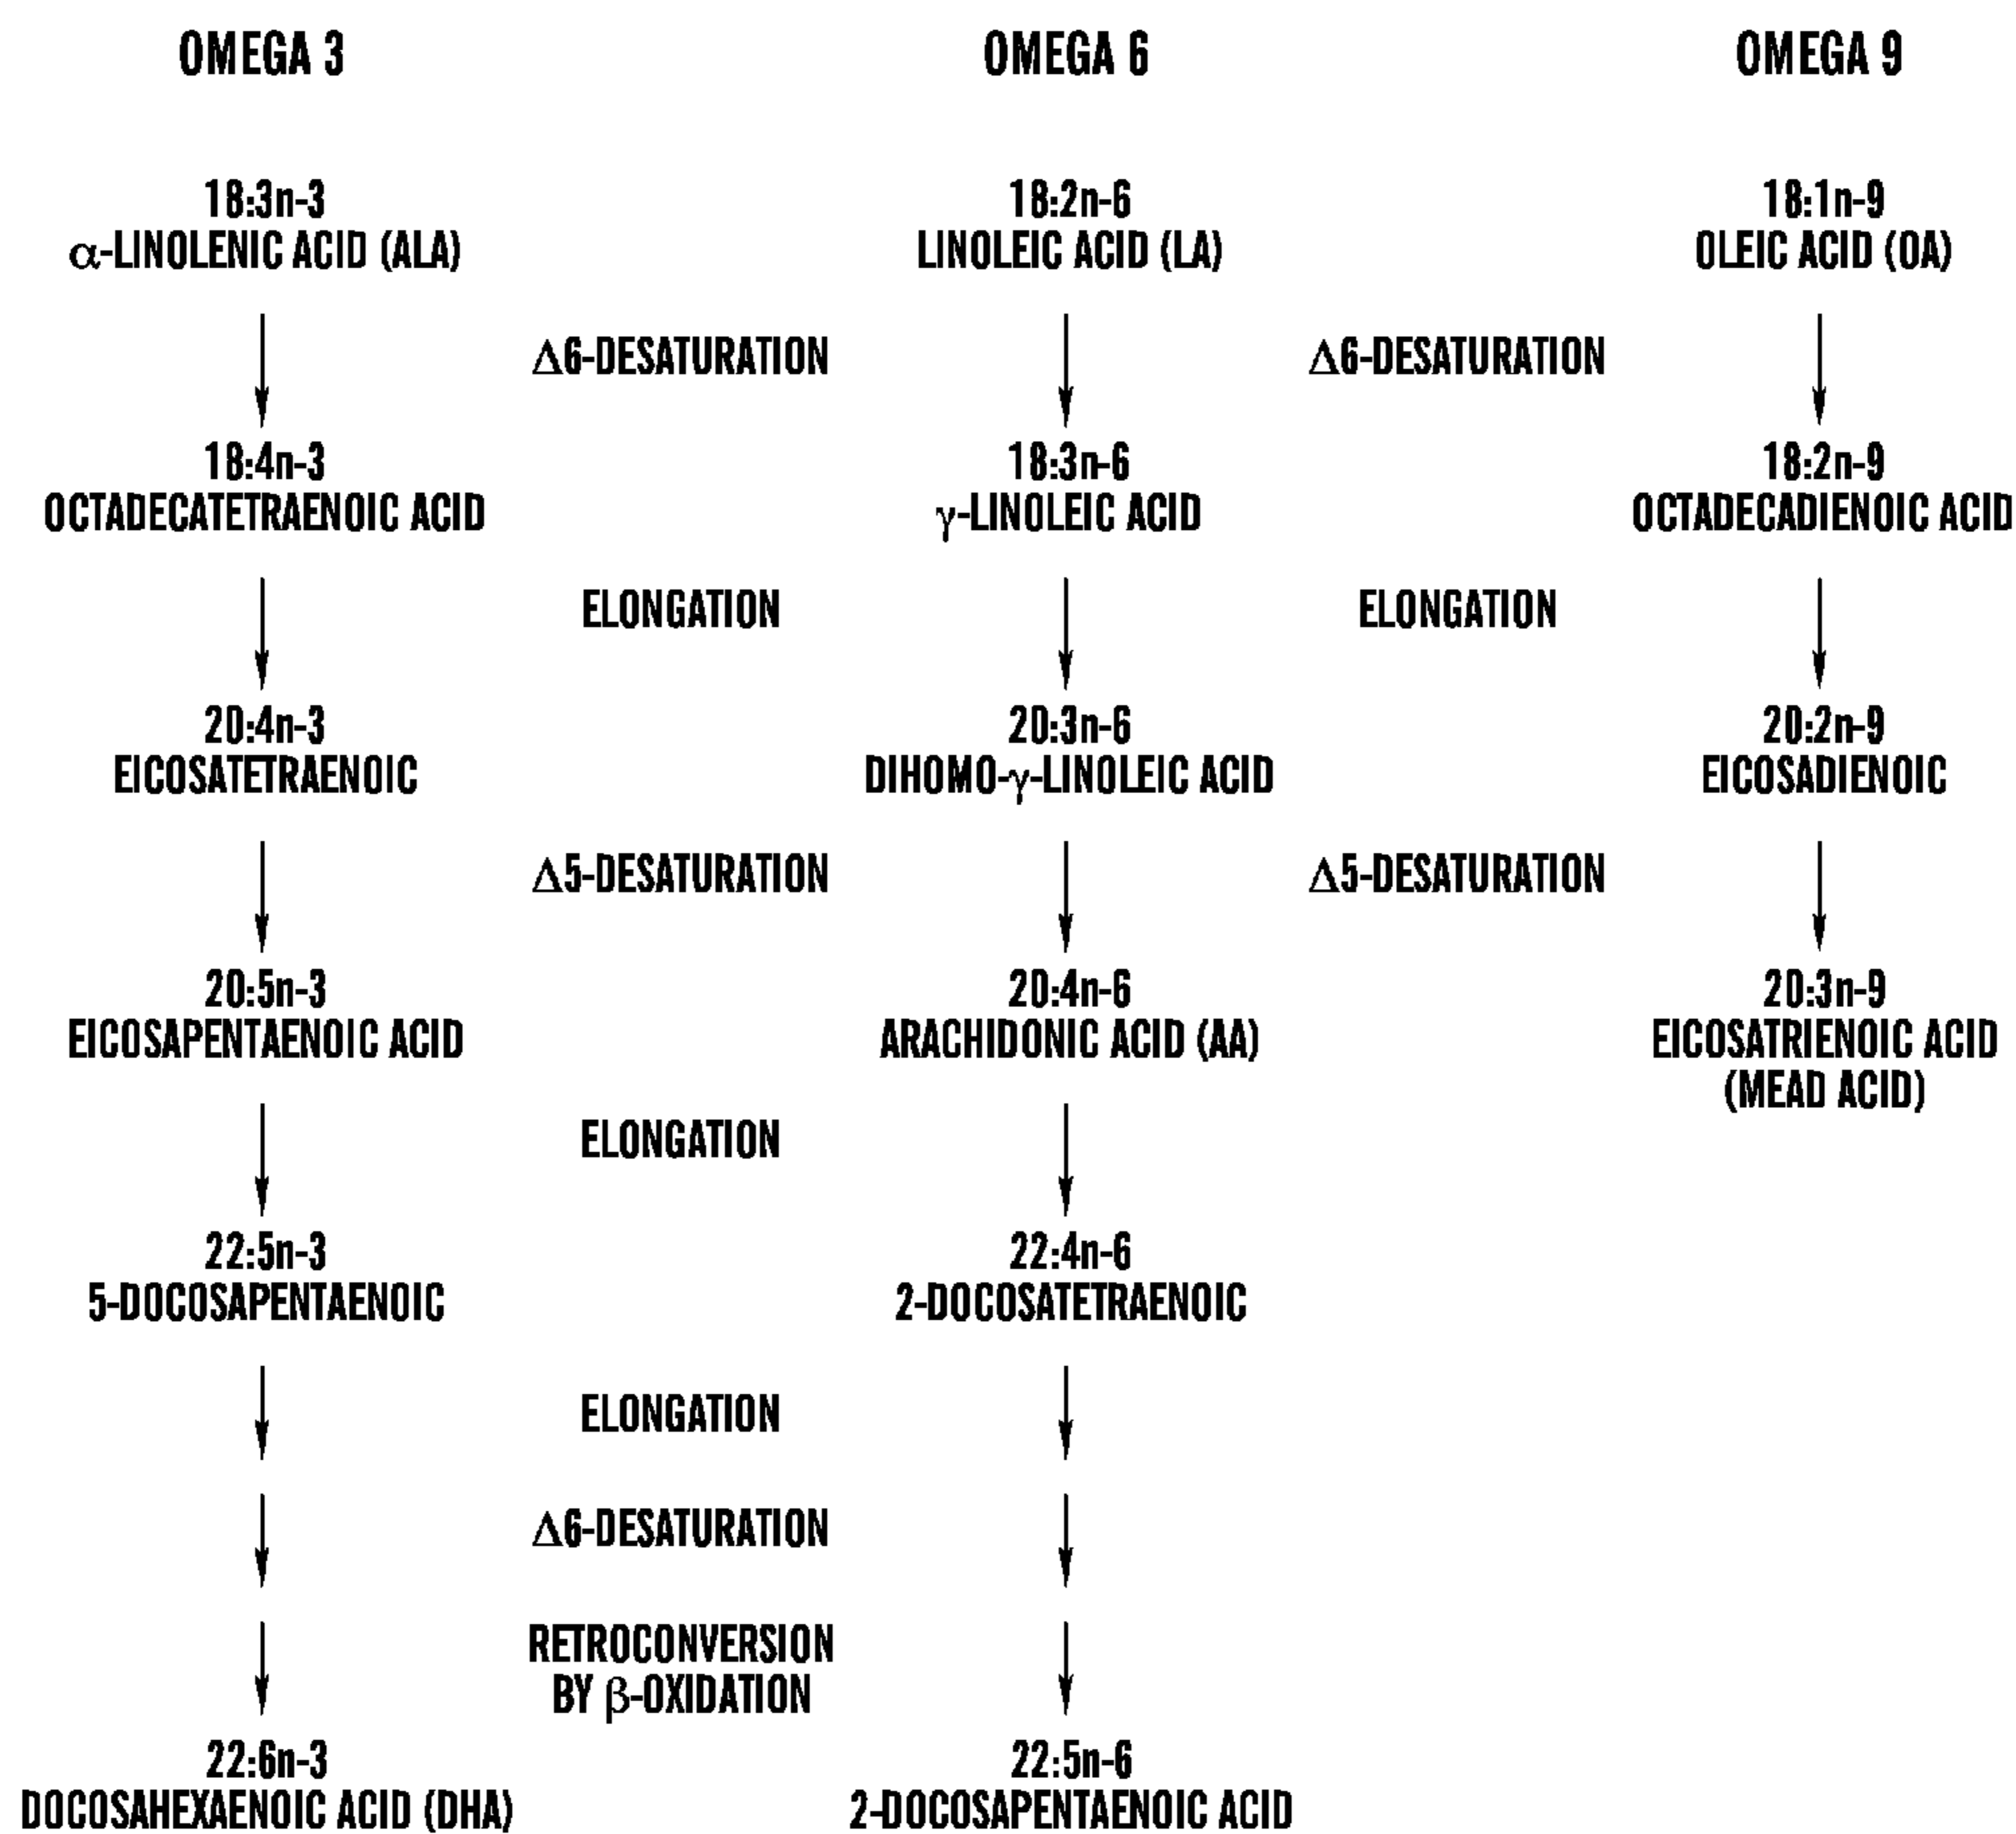 OMEGA 3 OMEGA 6 OMEGA 9
18:3n-3 18:2n-6 18:1n-9
α-LINOLENIC ACID (ALA) LINOLEIC ACID (LA) OLEIC ACID (OA)
Δ6-DESATURATION Δ6-DESATURATION
18:4n-3 18:3n-6 18:2n-9
OCTADECATETRAENOIC ACID γ-LINOLEIC ACID OCTADECADIENOIC ACID
ELONGATION ELONGATION
20:4n-3 20:3n-6 20:2n-9
EICOSATETRAENOIC DIHOMO-γ-LINOLEIC ACID EICOSADIENOIC
Δ5-DESATURATION Δ5-DESATURATION
20:5n-3 20:4n-6 20:3n-9
EICOSAPENTAENOIC ACID ARACHIDONIC ACID (AA) EICOSATRIENOIC ACID
(MEAD ACID)
ELONGATION
22:5n-3 22:4n-6
5-DOCOSAPENTAENOIC 2-DOCOSATETRAENOIC
ELONGATION
Δ6-DESATURATION
RETROCONVERSION
BY β-OXIDATION
22:6n-3 22:5n-6
DOCOSAHEXAENOIC ACID (DHA) 2-DOCOSAPENTAENOIC ACID